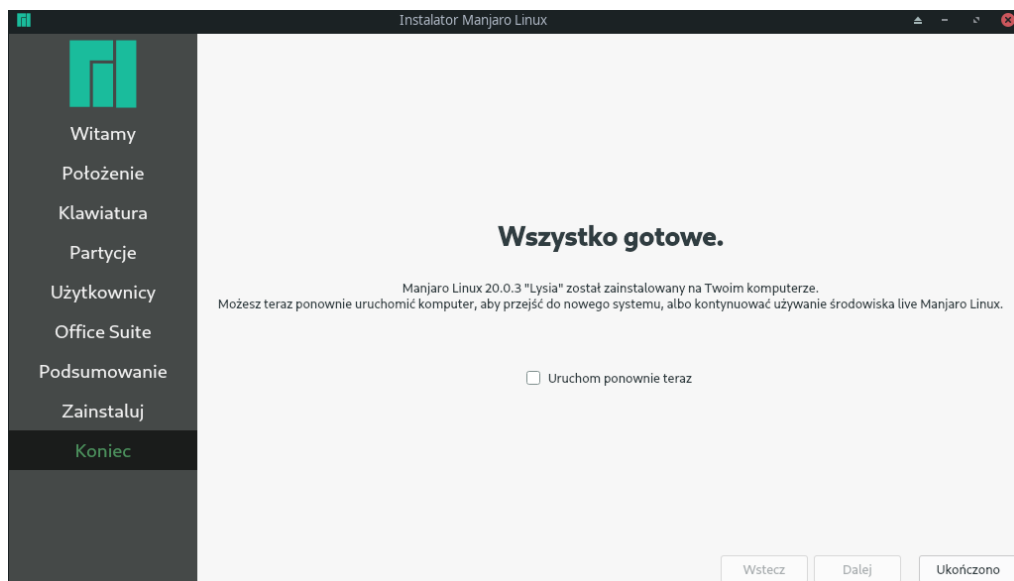 Instalator Manjaro Linux
Witamy
Położenie
Klawiatura
Partycje
Użytkownicy
Office Suite
Podsumowanie
Zainstaluj
Koniec
Wszystko gotowe.
Manjaro Linux 20.0.3 "Lysia" został zainstalowany na Twoim komputerze.
Możesz teraz ponownie uruchomić komputer, aby przejść do nowego systemu, albo kontynuować używanie środowiska live Manjaro Linux.
Uruchom ponownie teraz
Wstecz
Dalej
Ukończono